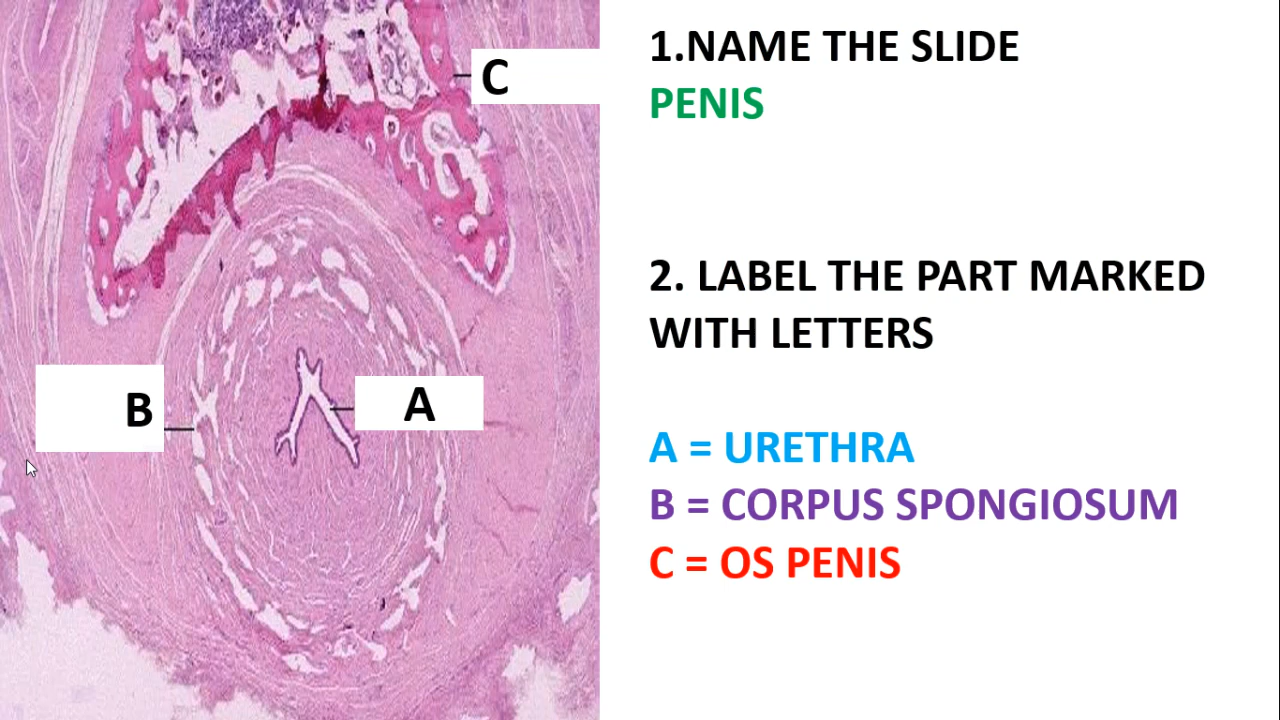 C
B
A
1.NAME THE SLIDE
PENIS
2. LABEL THE PART MARKED
WITH LETTERS
A = URETHRA
B = CORPUS SPONGIOSUM
C = OS PENIS